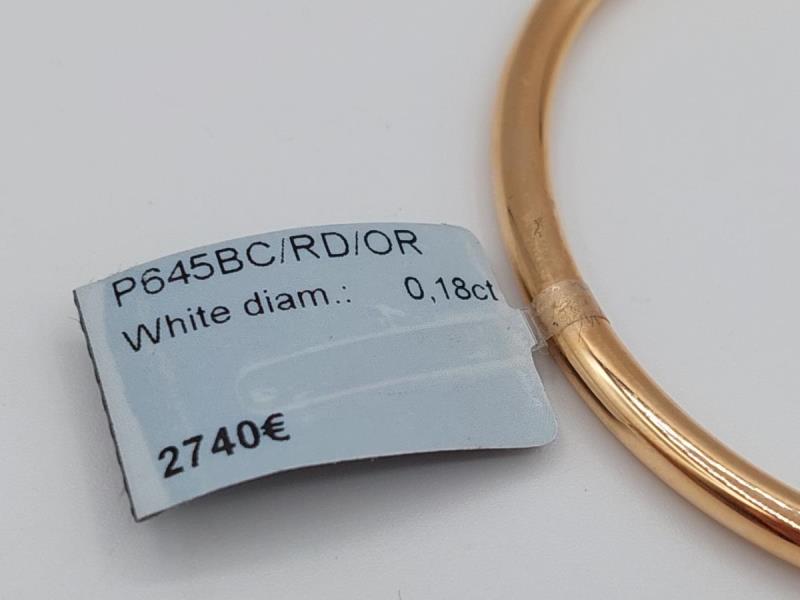 P645BC/RD/OR
White diam.: 0,18ct
2740€